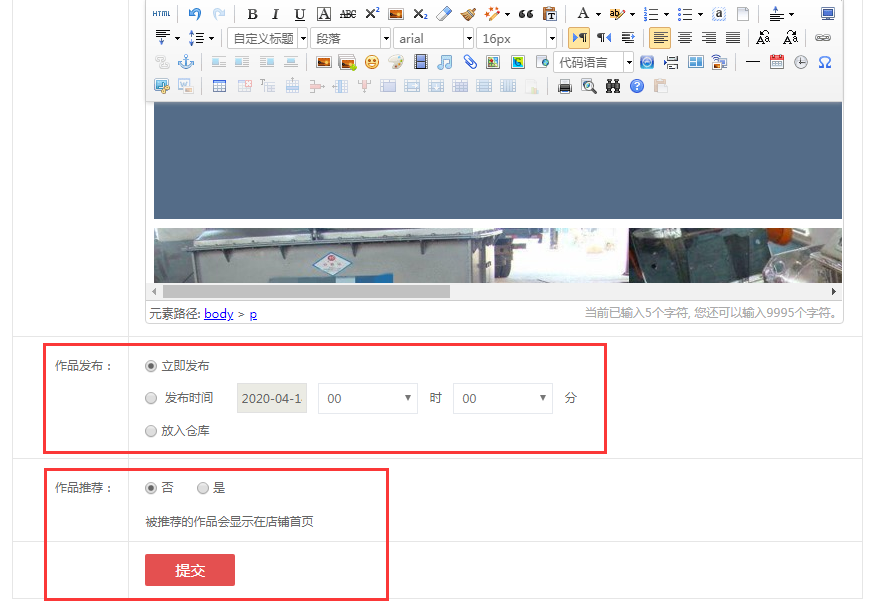 HTML B I U A ABC X² X₂ A ab a
自定义标题 段落 arial 16px
代码语言
元素路径: body > p 当前已输入5个字符, 您还可以输入9995个字符。
作品发布： 立即发布
发布时间 2020-04-1 00 时 00 分
放入仓库
作品推荐： 否 是
被推荐的作品会显示在店铺首页
提交